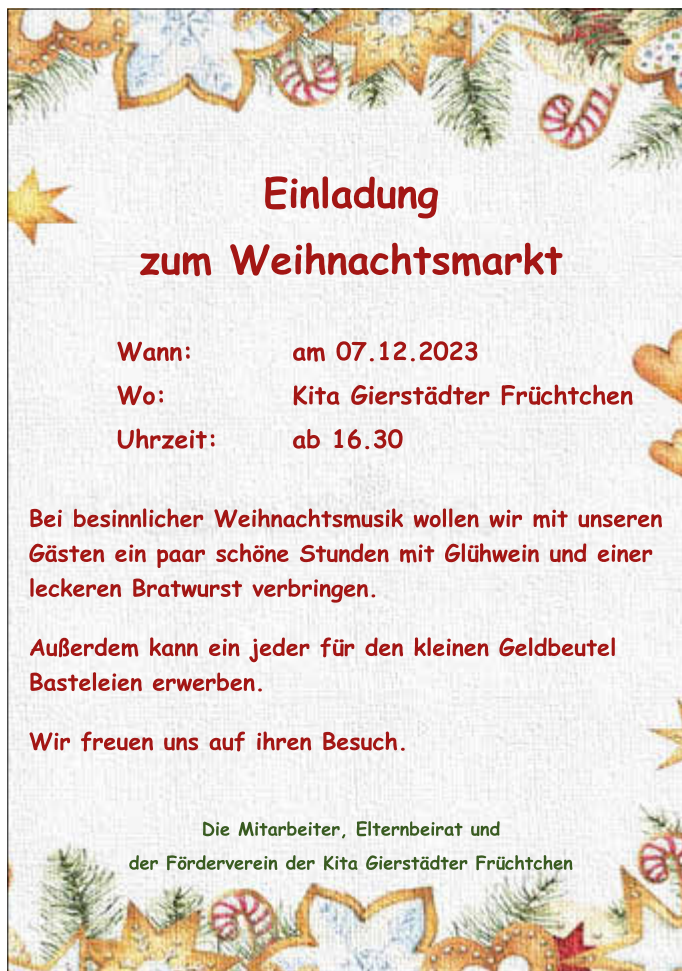 Einladung
zum Weihnachtsmarkt
Wann: am 07.12.2023
Wo: Kita Gierstädter Früchtchen
Uhrzeit: ab 16.30
Bei besinnlicher Weihnachtsmusik wollen wir mit unseren
Gästen ein paar schöne Stunden mit Glühwein und einer
leckeren Bratwurst verbringen.
Außerdem kann ein jeder für den kleinen Geldbeutel
Basteleien erwerben.
Wir freuen uns auf ihren Besuch.
Die Mitarbeiter, Elternbeirat und
der Förderverein der Kita Gierstädter Früchtchen